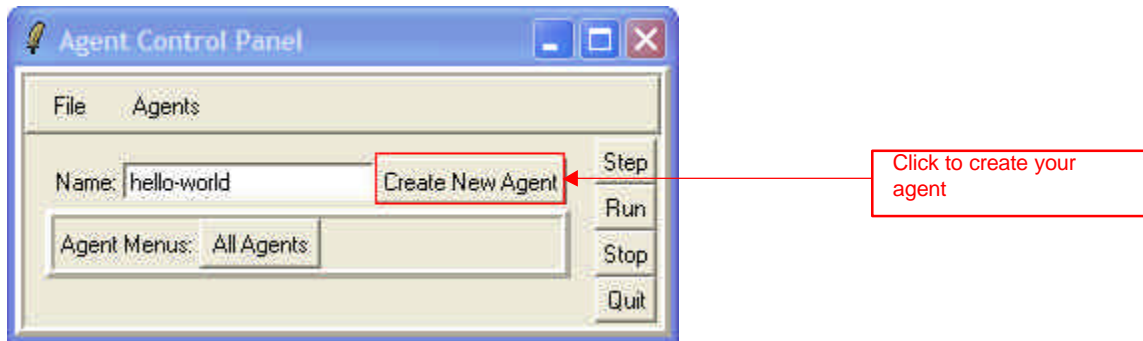 Agent Control Panel
File Agents
Name: hello-world Create New Agent
Agent Menus: All Agents
Step
Run
Stop
Quit
Click to create your
agent